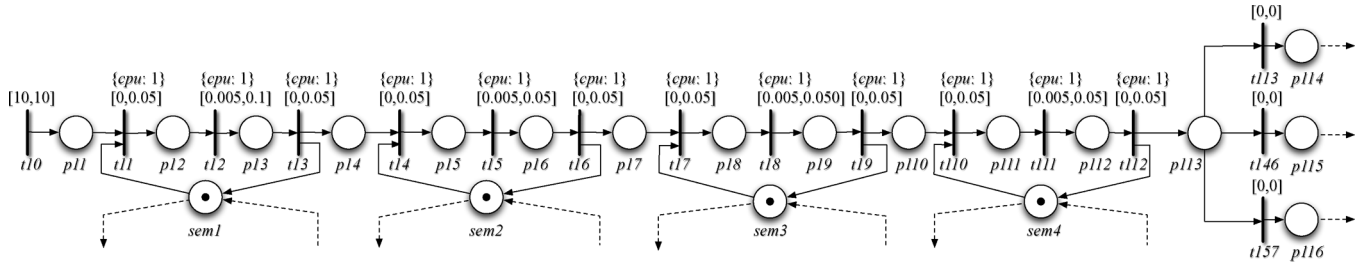 [0,0]
{cpu: 1} {cpu: 1} {cpu: 1} {cpu: 1} {cpu: 1} {cpu: 1} {cpu: 1} {cpu: 1} {cpu: 1} {cpu: 1} {cpu: 1} {cpu: 1}
t113 p114
[10,10] [0,0.05] [0.005,0.1] [0,0.05] [0,0.05] [0.005,0.05] [0,0.05] [0,0.05] [0.005,0.050] [0,0.05] [0,0.05] [0.005,0.05] [0,0.05] [0,0]
t10 p11 t11 p12 t12 p13 t13 p14 t14 p15 t15 p16 t16 p17 t17 p18 t18 p19 t19 p110 t110 p111 t111 p112 t112 p113 t146 p115
[0,0]
sem1 sem2 sem3 sem4
t157 p116